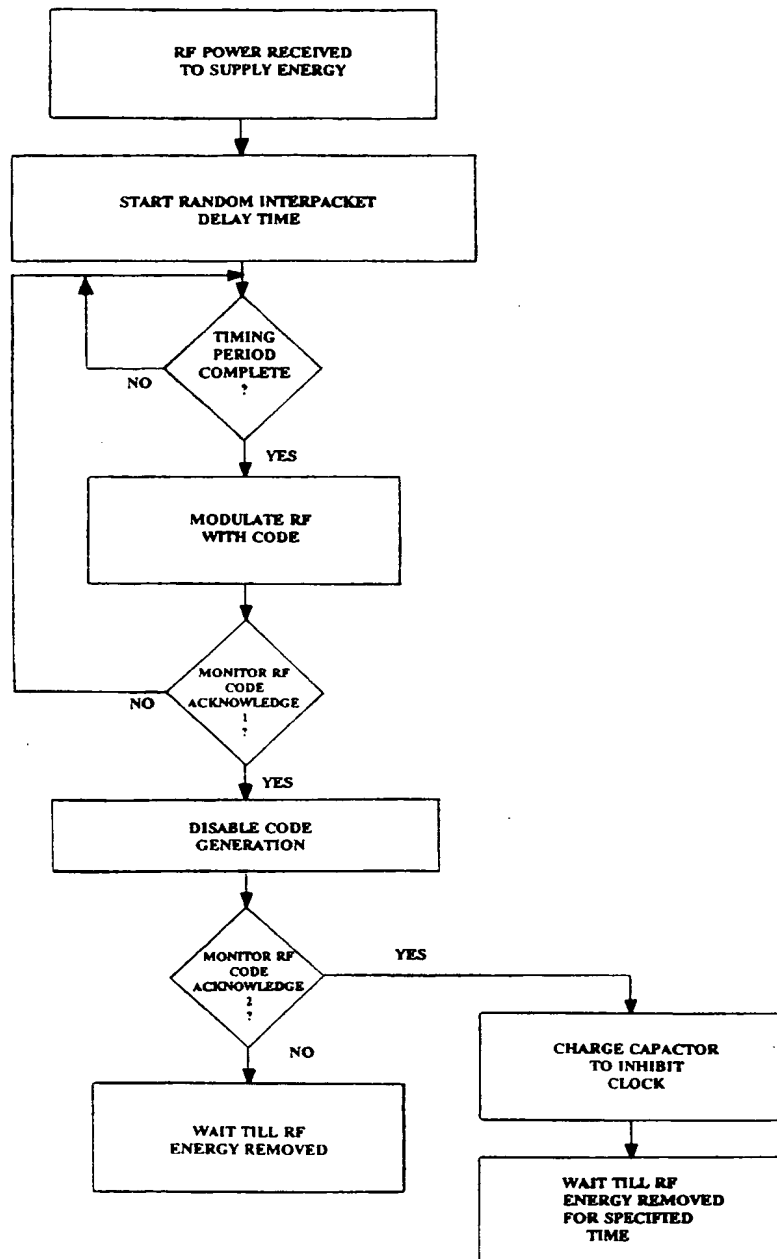 RF POWER RECEIVED
TO SUPPLY ENERGY
START RANDOM INTERPACKET
DELAY TIME
TIMING
PERIOD
COMPLETE
?
NO
YES
MODULATE RF
WITH CODE
MONITOR RF
CODE
ACKNOWLEDGE
1
?
NO
YES
DISABLE CODE
GENERATION
MONITOR RF
CODE
ACKNOWLEDGE
2
?
YES
NO
CHARGE CAPACTOR
TO INHIBIT
CLOCK
WAIT TILL RF
ENERGY REMOVED
WAIT TILL RF
ENERGY REMOVED
FOR SPECIFIED
TIME